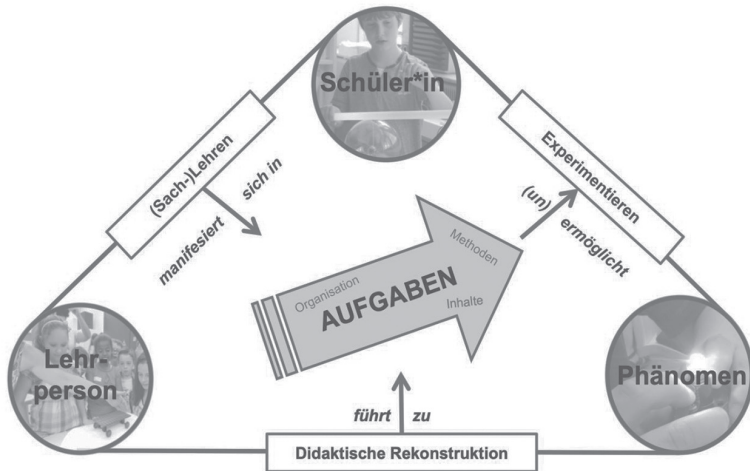 Schüler*in
(Sach-)Lehren
manifesiert sich in
Experimentieren
(un) ermöglicht
Organisation
Methoden
AUFGABEN
Inhalte
Lehr-
person
Phänomen
führt zu
Didaktische Rekonstruktion